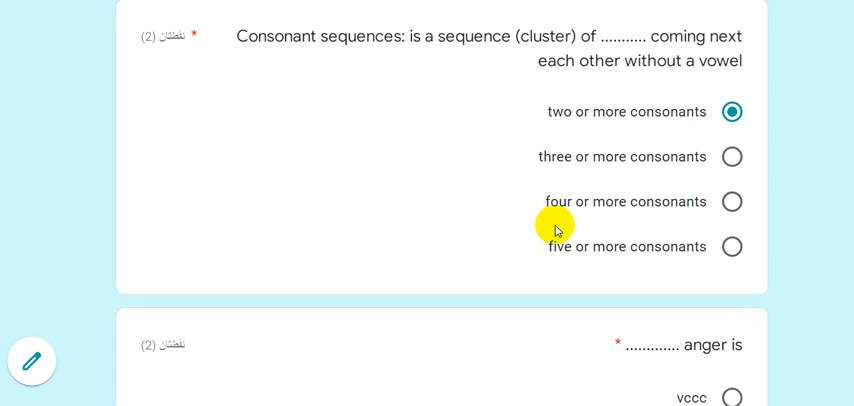 Consonant sequences: is a sequence (cluster) of ........... coming next * نقطتان (2)
each other without a vowel
two or more consonants
three or more consonants
four or more consonants
five or more consonants
* ............. anger is نقطتان (2)
vccc